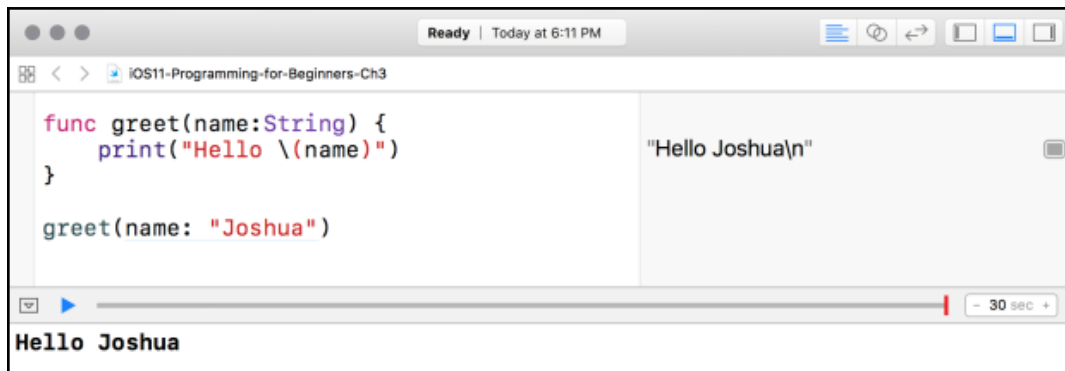 Ready | Today at 6:11 PM
iOS11-Programming-for-Beginners-Ch3
func greet(name:String) {
    print("Hello \(name)")
}
greet(name: "Joshua")
"Hello Joshua\n"
- 30 sec +
Hello Joshua